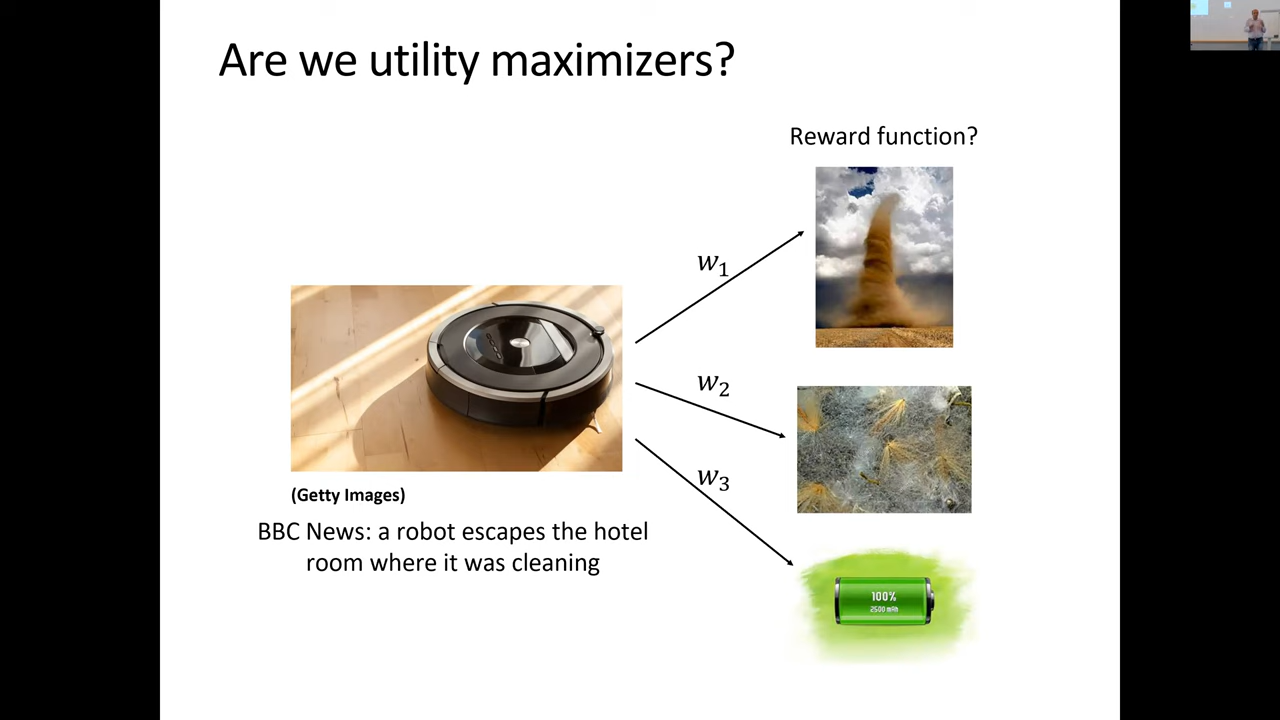 Are we utility maximizers?
Reward function?
w₁
w₂
w₃
(Getty Images)
BBC News: a robot escapes the hotel
room where it was cleaning
100%
2500 mAh